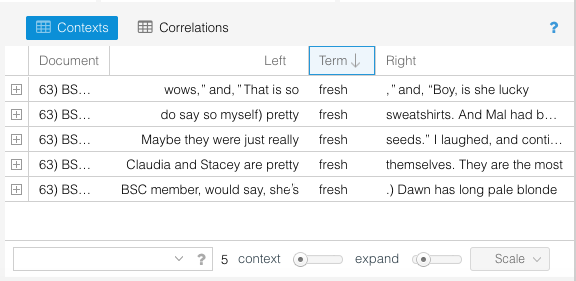 Contexts Correlations ?
Document Left Term↓ Right
63) BS... wows,” and, “That is so fresh ,” and, “Boy, is she lucky
63) BS... do say so myself) pretty fresh sweatshirts. And Mal had b...
63) BS... Maybe they were just really fresh seeds.” I laughed, and conti...
63) BS... Claudia and Stacey are pretty fresh themselves. They are the most
63) BS... BSC member, would say, she’s fresh .) Dawn has long pale blonde
? 5 context expand Scale